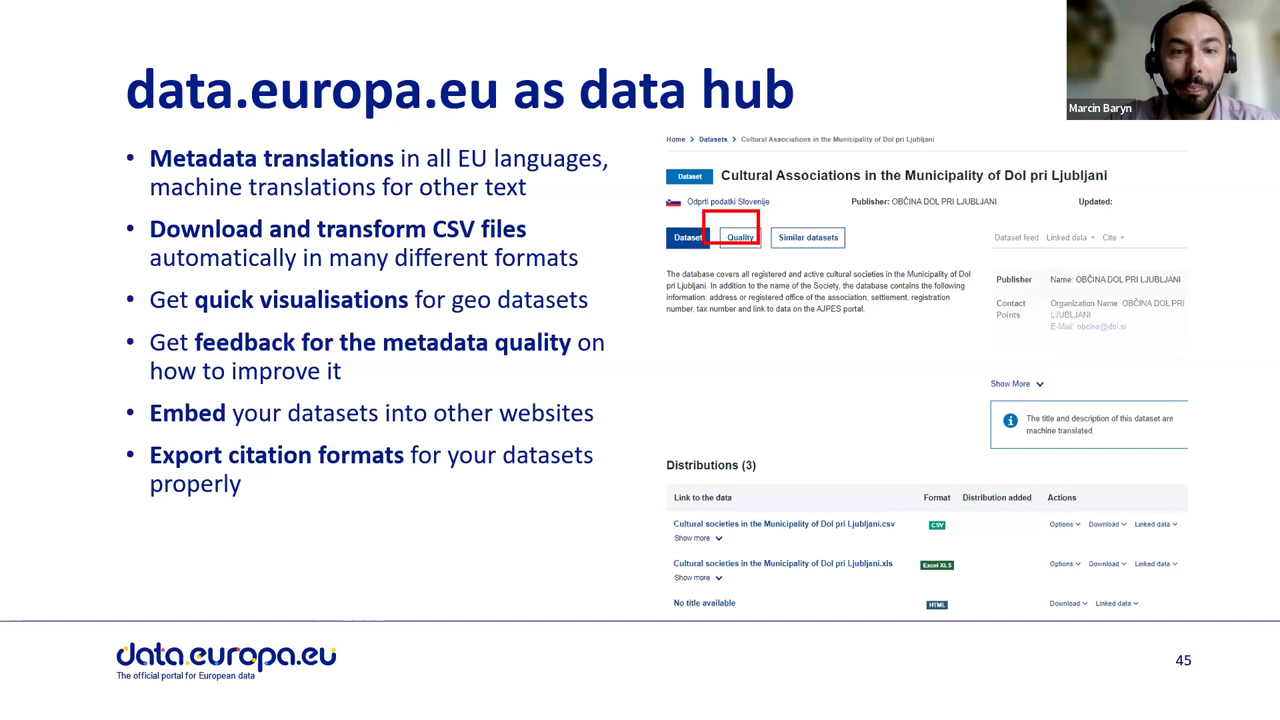 data.europa.eu as data hub
Marcin Baryn
• Metadata translations in all EU languages,
machine translations for other text
• Download and transform CSV files
automatically in many different formats
• Get quick visualisations for geo datasets
• Get feedback for the metadata quality on
how to improve it
• Embed your datasets into other websites
• Export citation formats for your datasets
properly
Home > Datasets > Cultural Associations in the Municipality of Dol pri Ljubljani
Dataset Cultural Associations in the Municipality of Dol pri Ljubljani
Odprti podatki Slovenije Publisher: OBČINA DOL PRI LJUBLJANI Updated:
Dataset Quality Similar datasets Dataset feed Linked data Cite
The database covers all registered and active cultural societies in the Municipality of Dol
pri Ljubljani. In addition to the name of the Society, the database contains the following
information: address or registered office of the association, settlement, registration
number, tax number and link to data on the AJPES portal.
Publisher Name: OBČINA DOL PRI LJUBLJANI
Contact Organization Name: OBČINA DOL PRI
Points LJUBLJANI
E-Mail: obcina@dol.si
Show More
The title and description of this dataset are
machine translated.
Distributions (3)
Link to the data Format Distribution added Actions
Cultural societies in the Municipality of Dol pri Ljubljani.csv CSV Options Download Linked data
Show more
Cultural societies in the Municipality of Dol pri Ljubljani.xls Excel XLS Options Download Linked data
Show more
No title available HTML Download Linked data
data.europa.eu
The official portal for European data
45